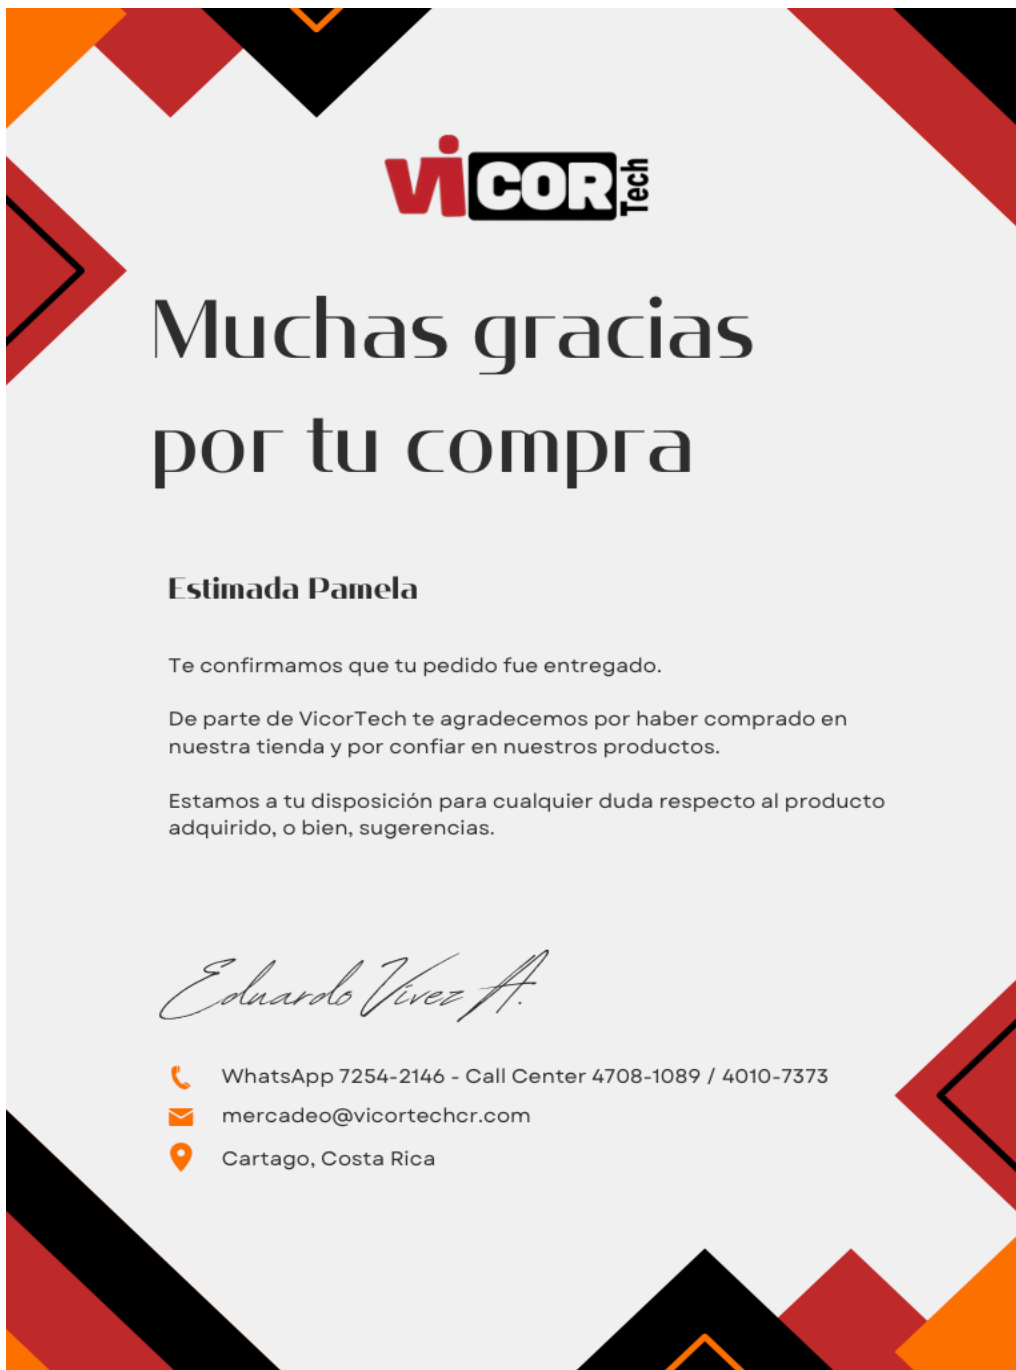 vicor Tech
Muchas gracias
por tu compra
Estimada Pamela
Te confirmamos que tu pedido fue entregado.
De parte de VicorTech te agradecemos por haber comprado en
nuestra tienda y por confiar en nuestros productos.
Estamos a tu disposición para cualquier duda respecto al producto
adquirido, o bien, sugerencias.
Eduardo Vivez A.
WhatsApp 7254-2146 - Call Center 4708-1089 / 4010-7373
mercadeo@vicortechcr.com
Cartago, Costa Rica